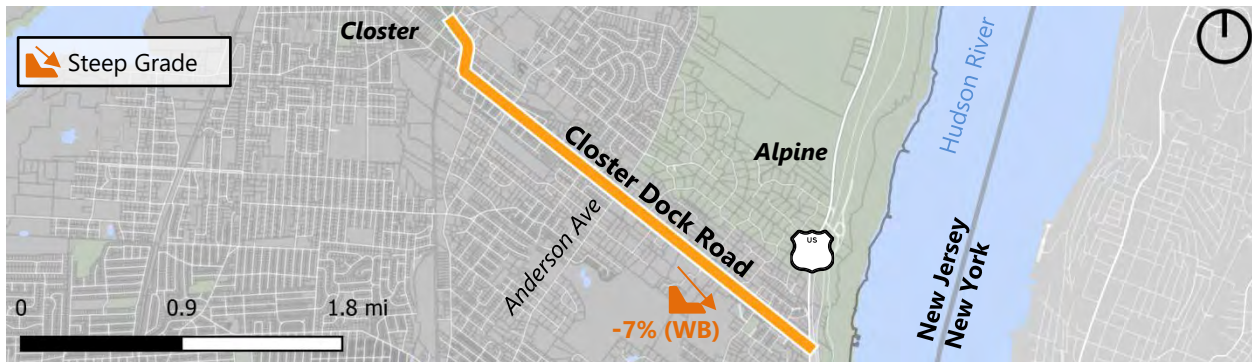 Closter
Steep Grade
Closter Dock Road
Alpine
Hudson River
Anderson Ave
US
New Jersey
New York
-7% (WB)
0 0.9 1.8 mi